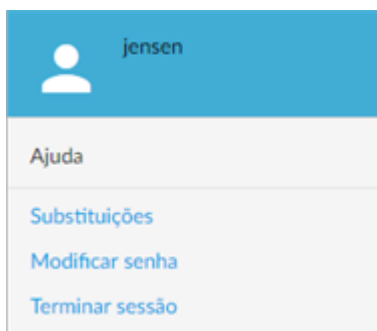 jensen
Ajuda
Substituições
Modificar senha
Terminar sessão